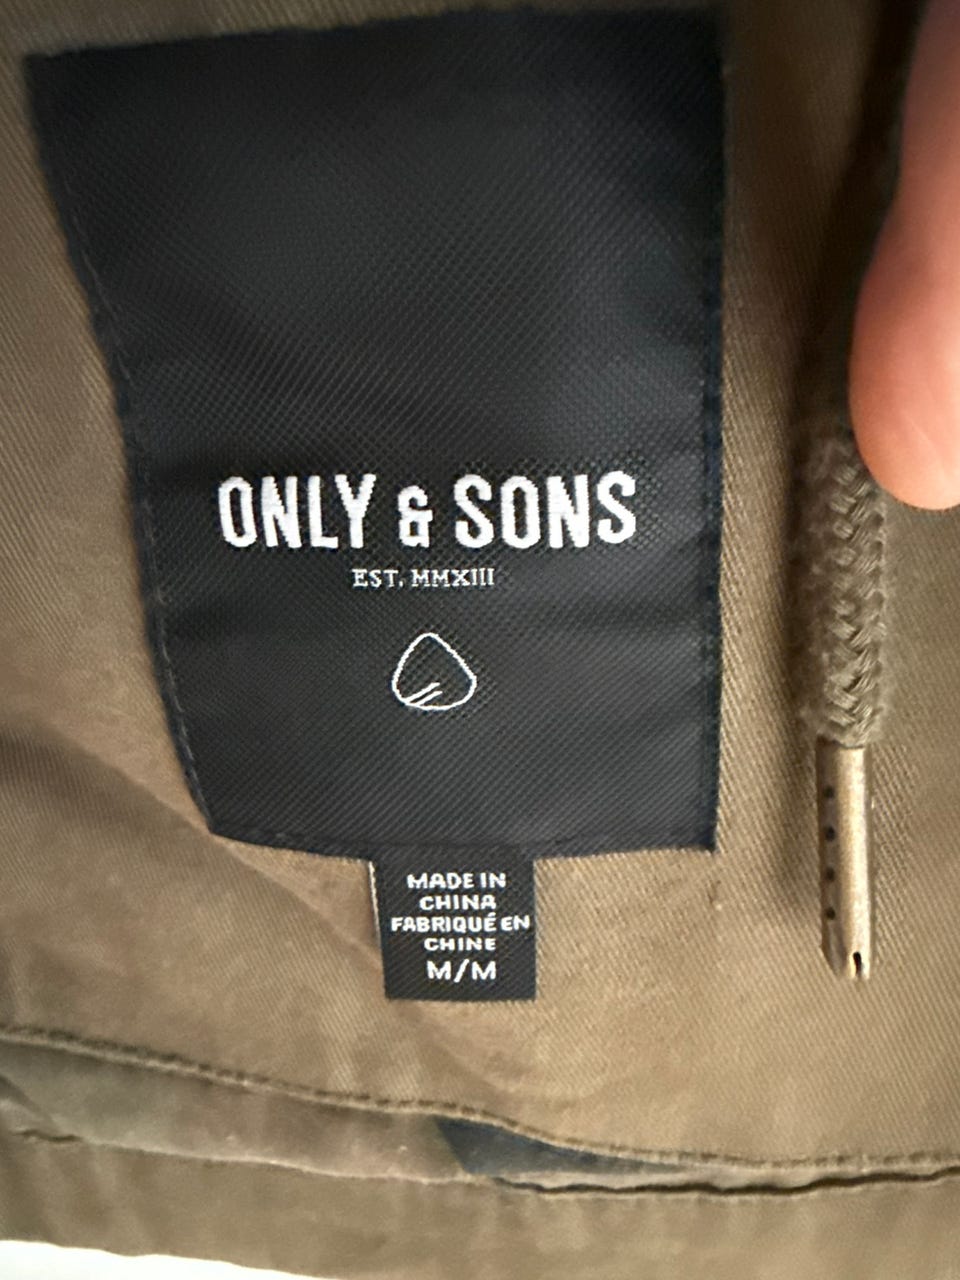 ONLY & SONS
EST. MMXIII
MADE IN
CHINA
FABRIQUÉ EN
CHINE
M/M